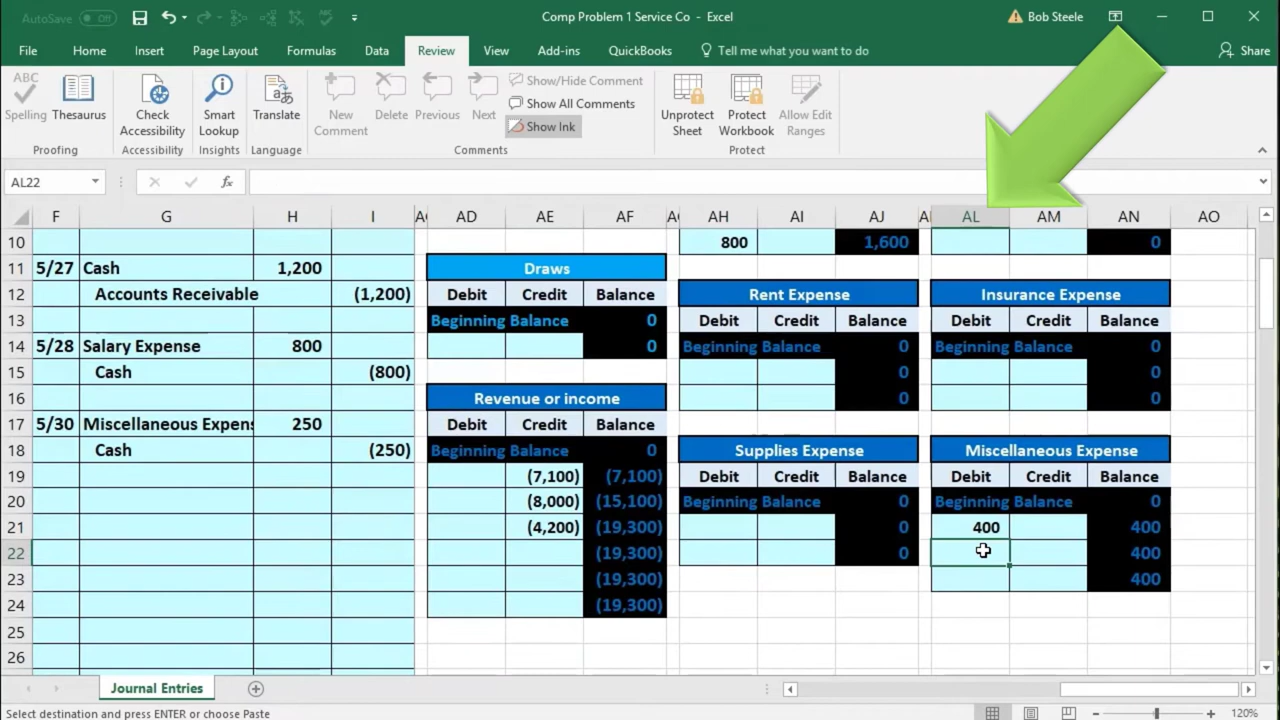 AutoSave Off Comp Problem 1 Service Co - Excel Bob Steele
File Home Insert Page Layout Formulas Data Review View Add-ins QuickBooks Tell me what you want to do Share
ABC
Spelling Thesaurus Check Accessibility Smart Lookup Translate New Comment Delete Previous Next Show/Hide Comment Unprotect Sheet Protect Workbook Allow Edit Ranges
Show All Comments
Show Ink
Proofing Accessibility Insights Language Comments Protect
AL22 fx
F G H I AD AE AF AH AI AJ AL AM AN AO
10 800 1,600 0
11 5/27 Cash 1,200 Draws
12 Accounts Receivable (1,200) Debit Credit Balance Rent Expense Insurance Expense
13 Beginning Balance 0 Debit Credit Balance Debit Credit Balance
14 5/28 Salary Expense 800 0 Beginning Balance 0 Beginning Balance 0
15 Cash (800) 0 0
16 Revenue or income 0 0
17 5/30 Miscellaneous Expens 250 Debit Credit Balance
18 Cash (250) Beginning Balance 0 Supplies Expense Miscellaneous Expense
19 (7,100) (7,100) Debit Credit Balance Debit Credit Balance
20 (8,000) (15,100) Beginning Balance 0 Beginning Balance 0
21 (4,200) (19,300) 0 400 400
22 (19,300) 0 400
23 (19,300) 400
24 (19,300)
25
26
Journal Entries
Select destination and press ENTER or choose Paste 120%